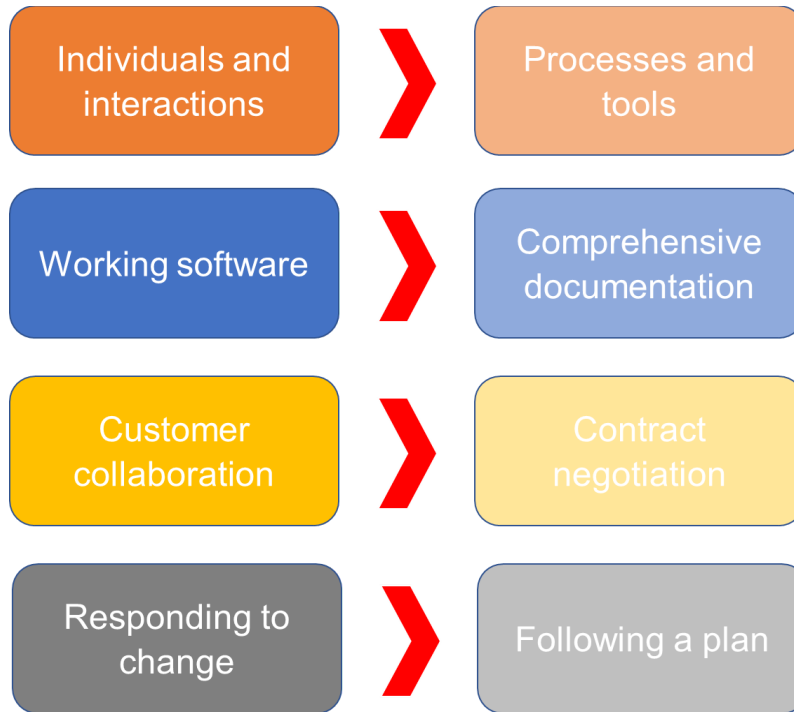 Individuals and
interactions
Processes and
tools
Working software
Comprehensive
documentation
Customer
collaboration
Contract
negotiation
Responding to
change
Following a plan